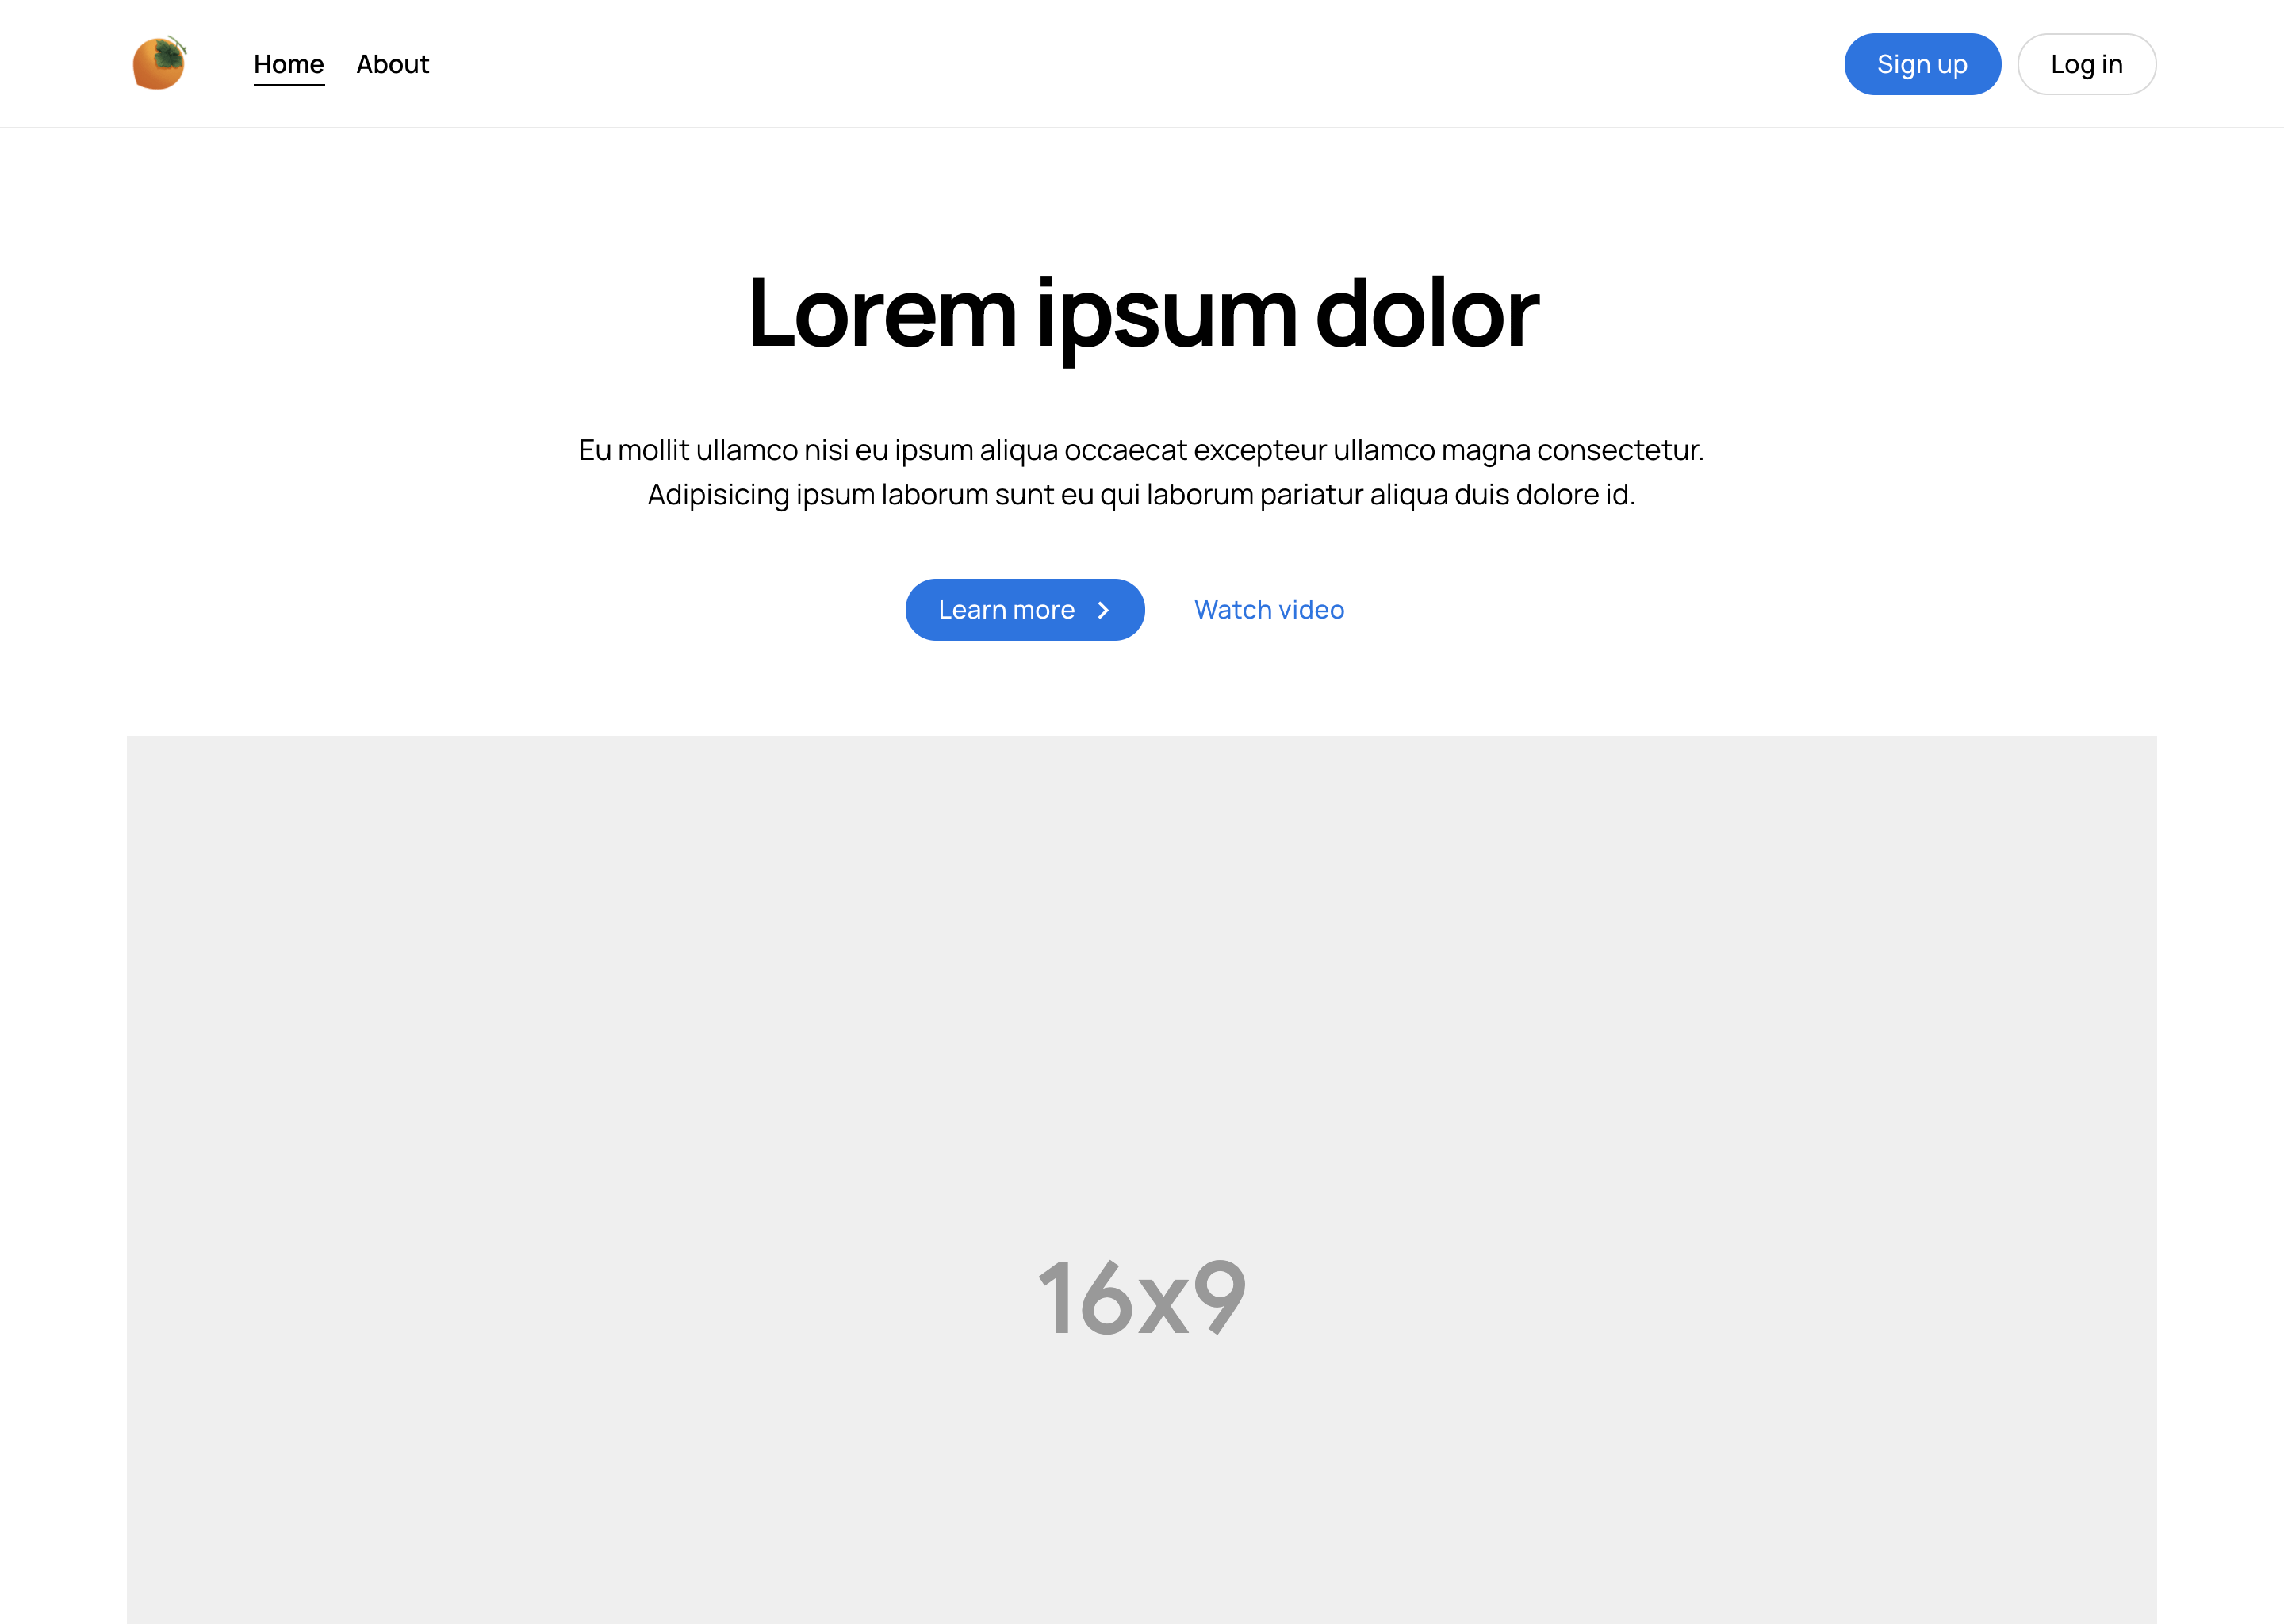 Home About Sign up Log in
Lorem ipsum dolor
Eu mollit ullamco nisi eu ipsum aliqua occaecat excepteur ullamco magna consectetur.
Adipisicing ipsum laborum sunt eu qui laborum pariatur aliqua duis dolore id.
Learn more Watch video
16x9